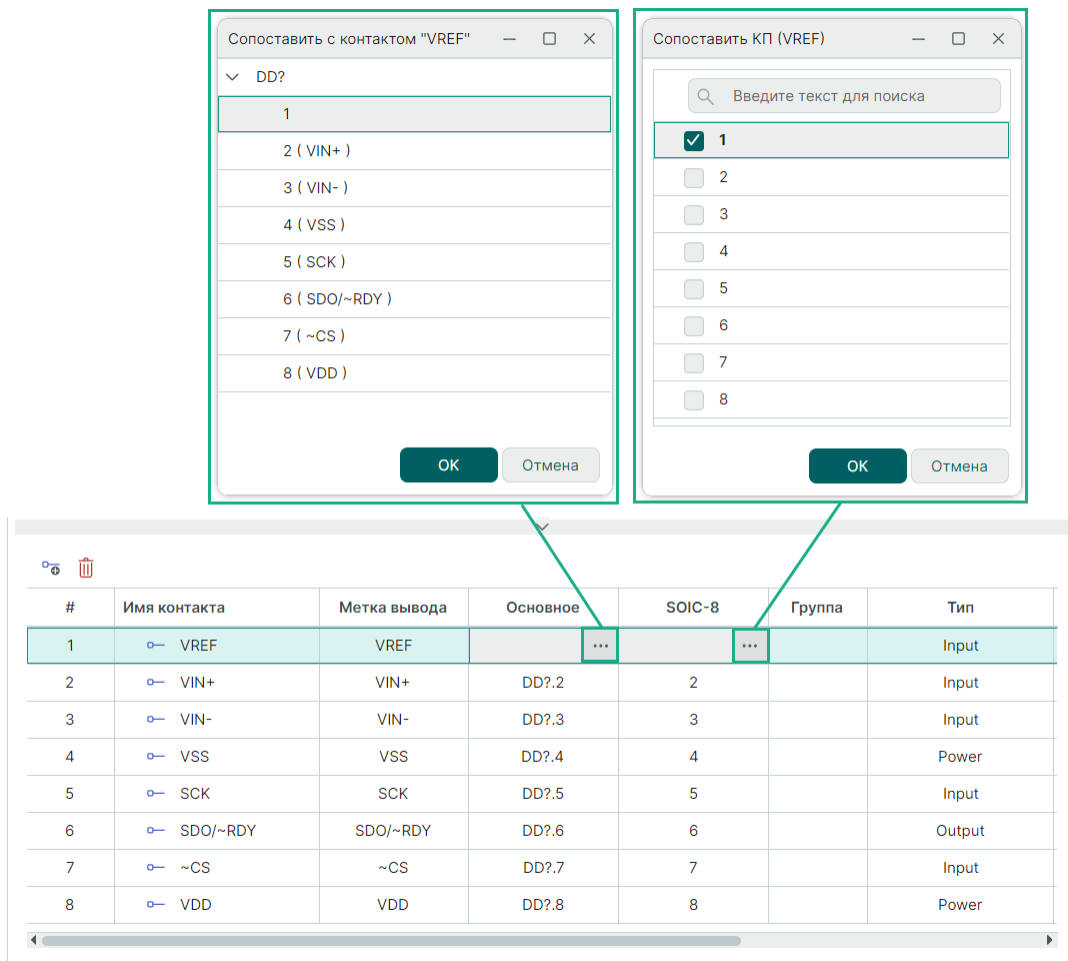 Сопоставить с контактом "VREF"
DD?
1
2 ( VIN+ )
3 ( VIN- )
4 ( VSS )
5 ( SCK )
6 ( SDO/~RDY )
7 ( ~CS )
8 ( VDD )
ОК Отмена
Сопоставить КП (VREF)
Введите текст для поиска
1
2
3
4
5
6
7
8
ОК Отмена
# Имя контакта Метка вывода Основное SOIC-8 Группа Тип
1 VREF VREF ... ... Input
2 VIN+ VIN+ DD?.2 2 Input
3 VIN- VIN- DD?.3 3 Input
4 VSS VSS DD?.4 4 Power
5 SCK SCK DD?.5 5 Input
6 SDO/~RDY SDO/~RDY DD?.6 6 Output
7 ~CS ~CS DD?.7 7 Input
8 VDD VDD DD?.8 8 Power